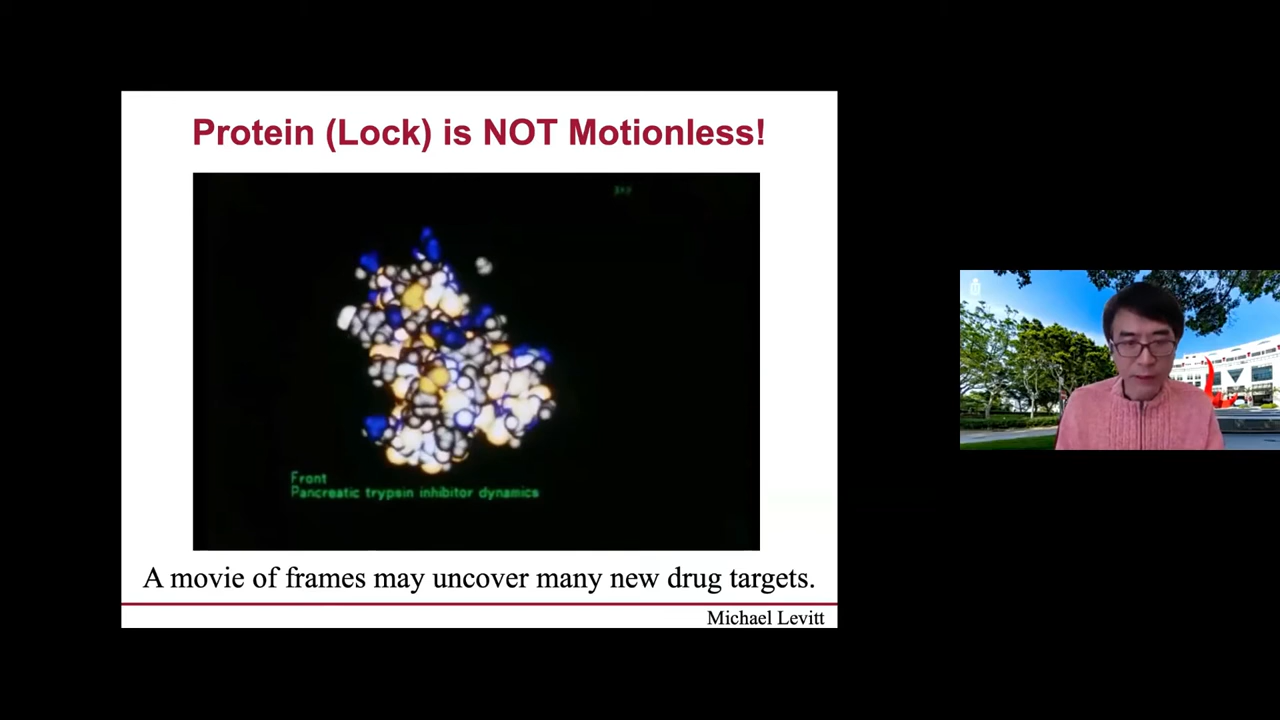 Protein (Lock) is NOT Motionless!
Front
Pancreatic trypsin inhibitor dynamics
A movie of frames may uncover many new drug targets.
Michael Levitt